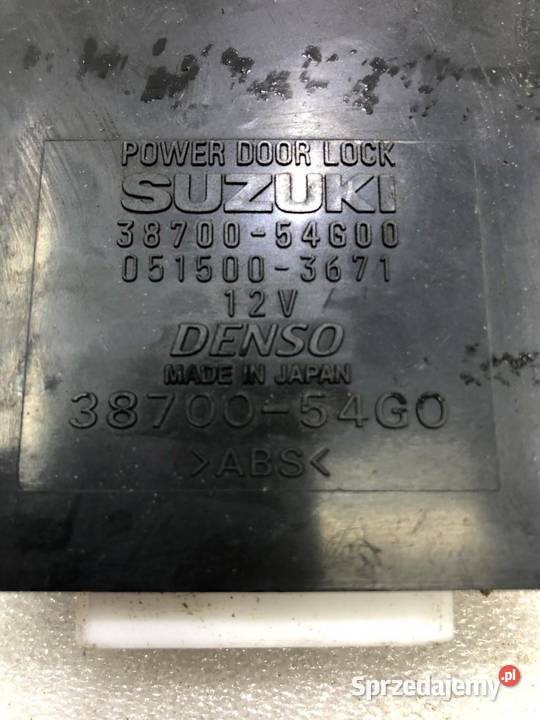 POWER DOOR LOCK
SUZUKI
38700-54G00
051500-3671
12V
DENSO
MADE IN JAPAN
38700-54G0
>ABS<
Sprzedajemy.pl